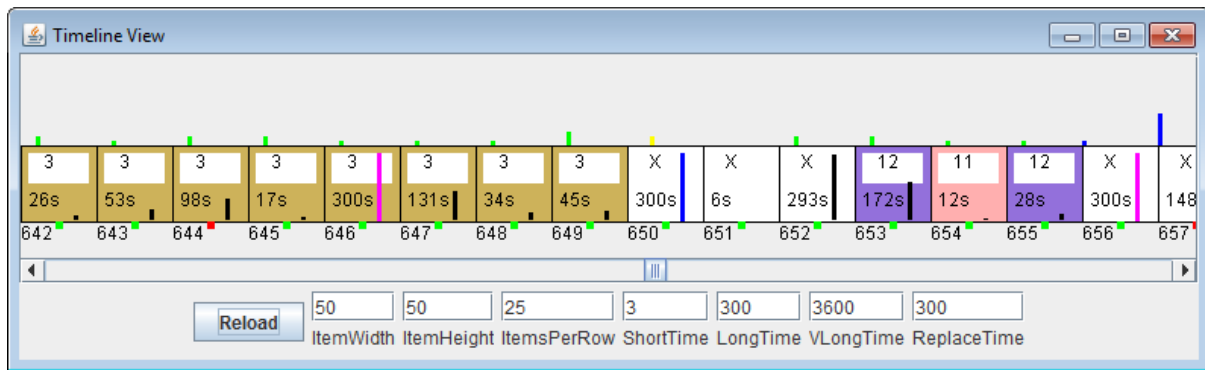 Timeline View
3 3 3 3 3 3 3 3 X X X 12 11 12 X X
26s 53s 98s 17s 300s 131s 34s 45s 300s 6s 293s 172s 12s 28s 300s 148
642 643 644 645 646 647 648 649 650 651 652 653 654 655 656 657
Reload 50 50 25 3 300 3600 300
ItemWidth ItemHeight ItemsPerRow ShortTime LongTime VLongTime ReplaceTime